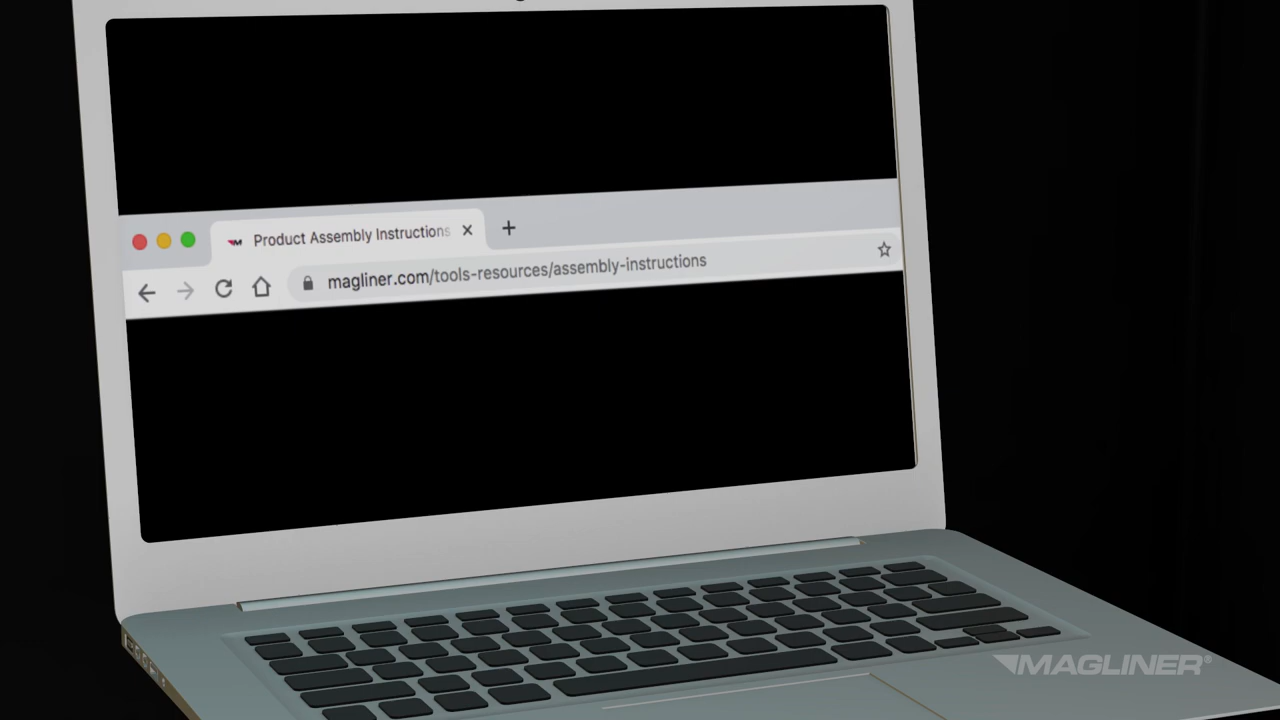 Product Assembly Instructions
magliner.com/tools-resources/assembly-instructions
MAGLINER®